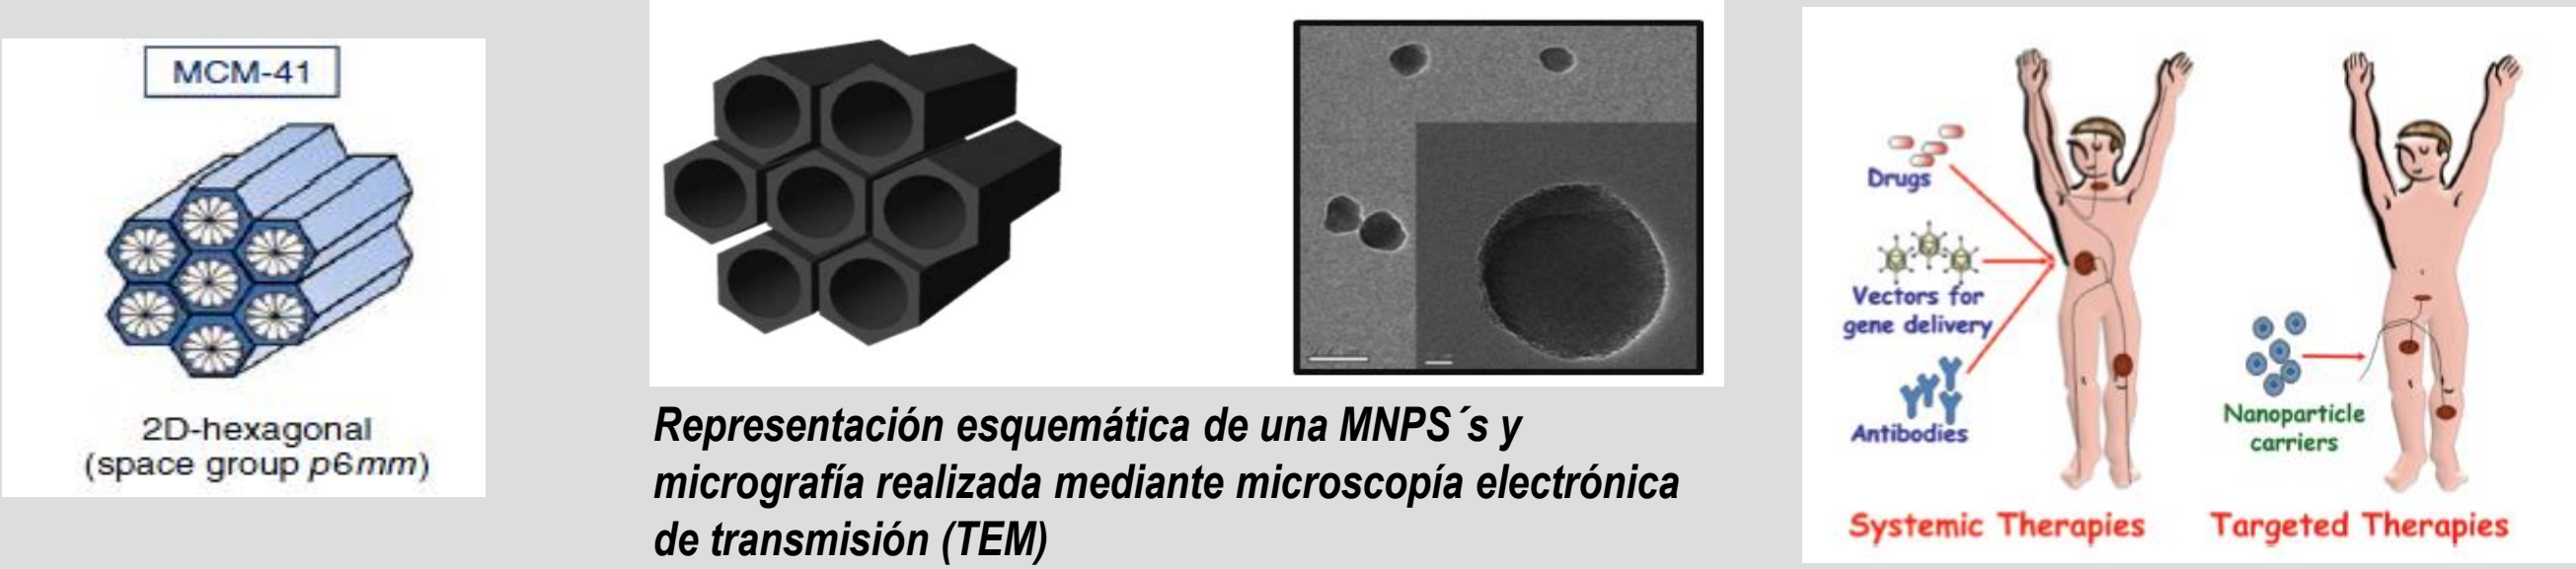 MCM-41
2D-hexagonal
(space group p6mm)
Representación esquemática de una MNPS´s y
micrografía realizada mediante microscopía electrónica
de transmisión (TEM)
Drugs
Vectors for
gene delivery
Antibodies
Systemic Therapies
Nanoparticle
carriers
Targeted Therapies